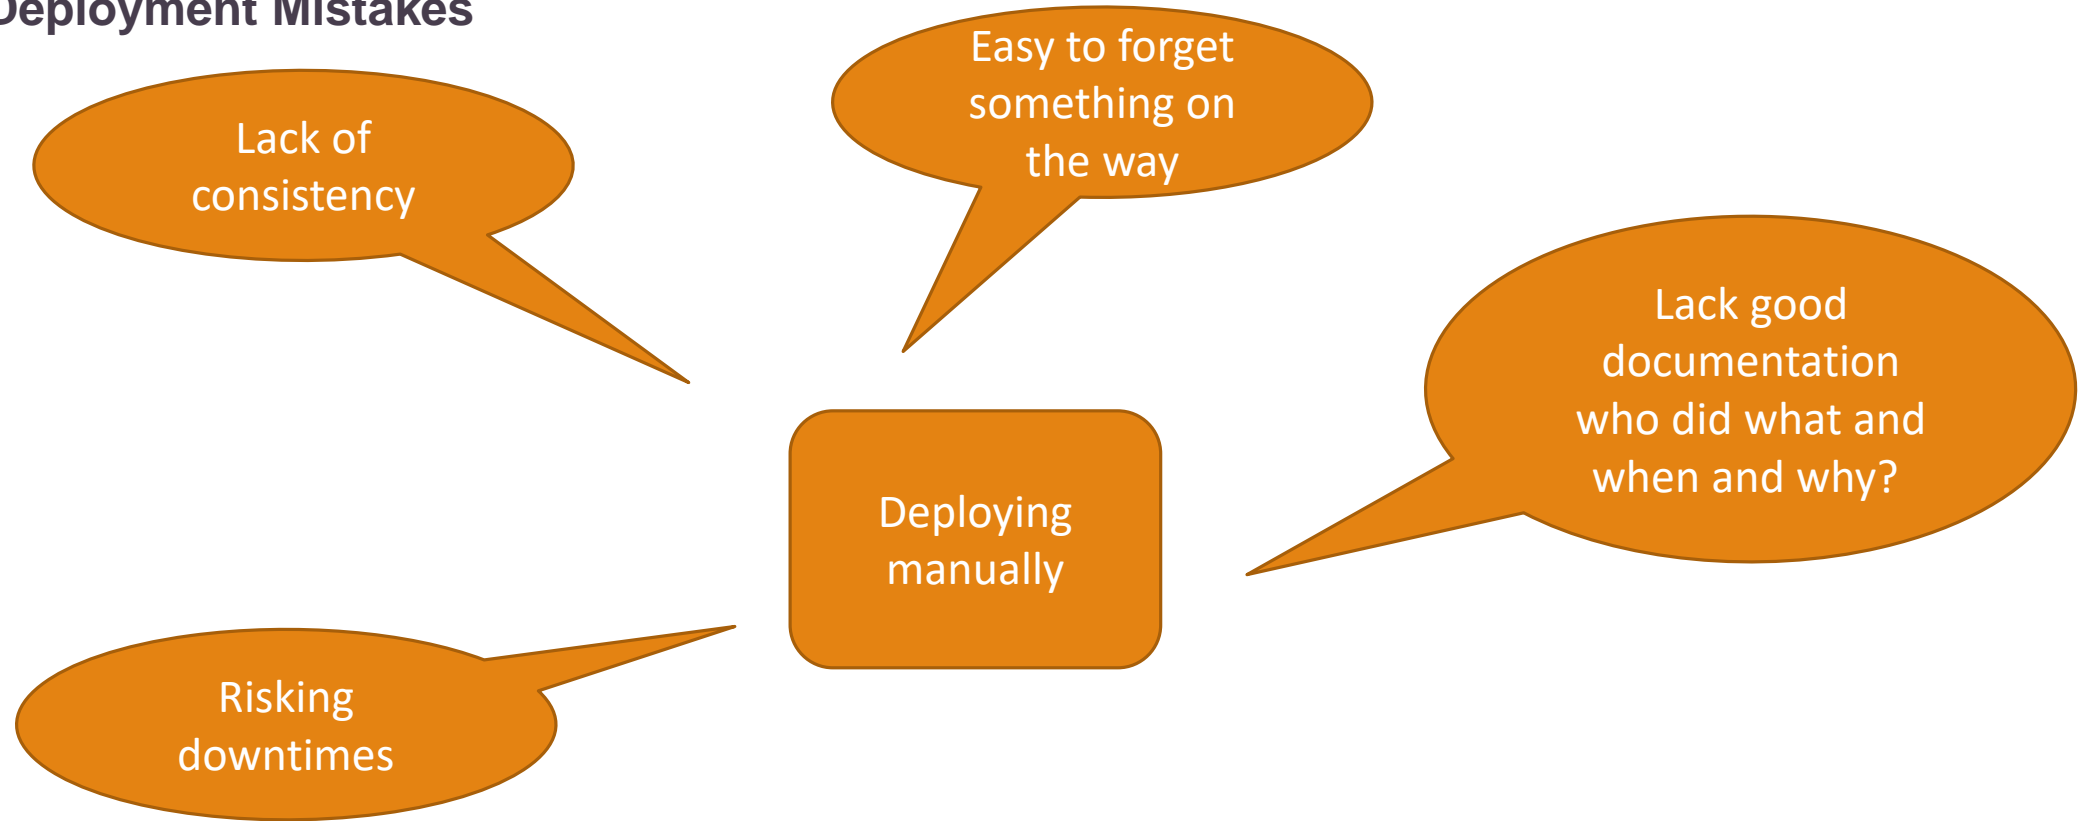 Deployment Mistakes
Lack of
consistency
Easy to forget
something on
the way
Lack good
documentation
who did what and
when and why?
Deploying
manually
Risking
downtimes